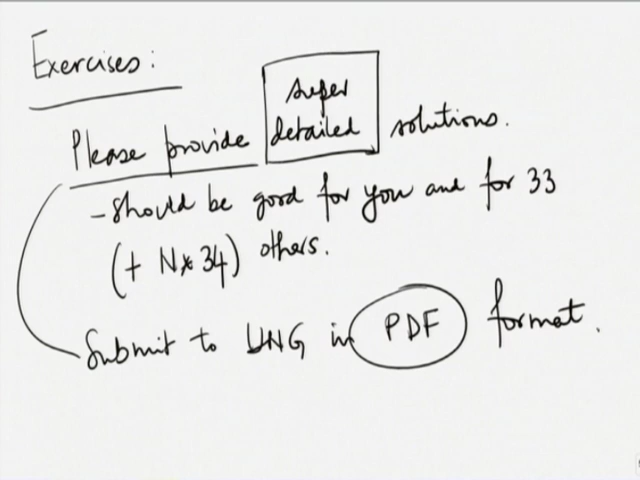 Exercises:
Please provide super detailed solutions.
- Should be good for you and for 33
(+ N*34) others.
Submit to UNG in PDF format.